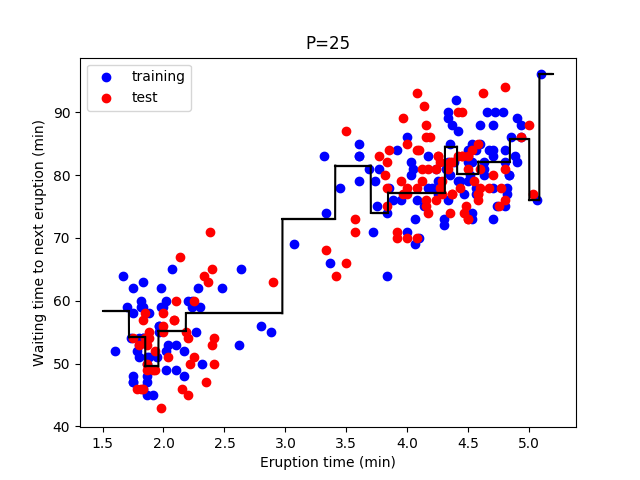 P=25
training
test
90
80
70
60
50
40
Waiting time to next eruption (min)
1.5 2.0 2.5 3.0 3.5 4.0 4.5 5.0
Eruption time (min)